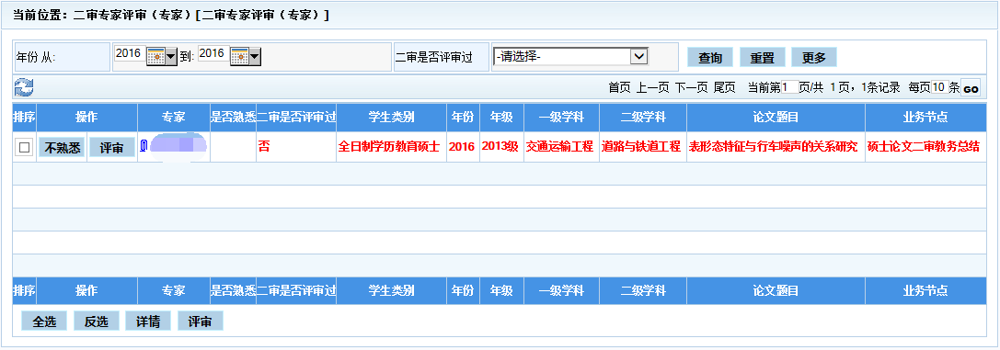 当前位置：二审专家评审（专家）[二审专家评审（专家）]
年份 从: 2016 到: 2016 二审是否评审过 -请选择- 查询 重置 更多
首页 上一页 下一页 尾页 当前第1页/共 1页，1条记录 每页10条GO
排序 操作 专家 是否熟悉 二审是否评审过 学生类别 年份 年级 一级学科 二级学科 论文题目 业务节点
不熟悉 评审 否 全日制学历教育硕士 2016 2013级 交通运输工程 道路与铁道工程 表形态特征与行车噪声的关系研究 硕士论文二审教务总结
排序 操作 专家 是否熟悉 二审是否评审过 学生类别 年份 年级 一级学科 二级学科 论文题目 业务节点
全选 反选 详情 评审